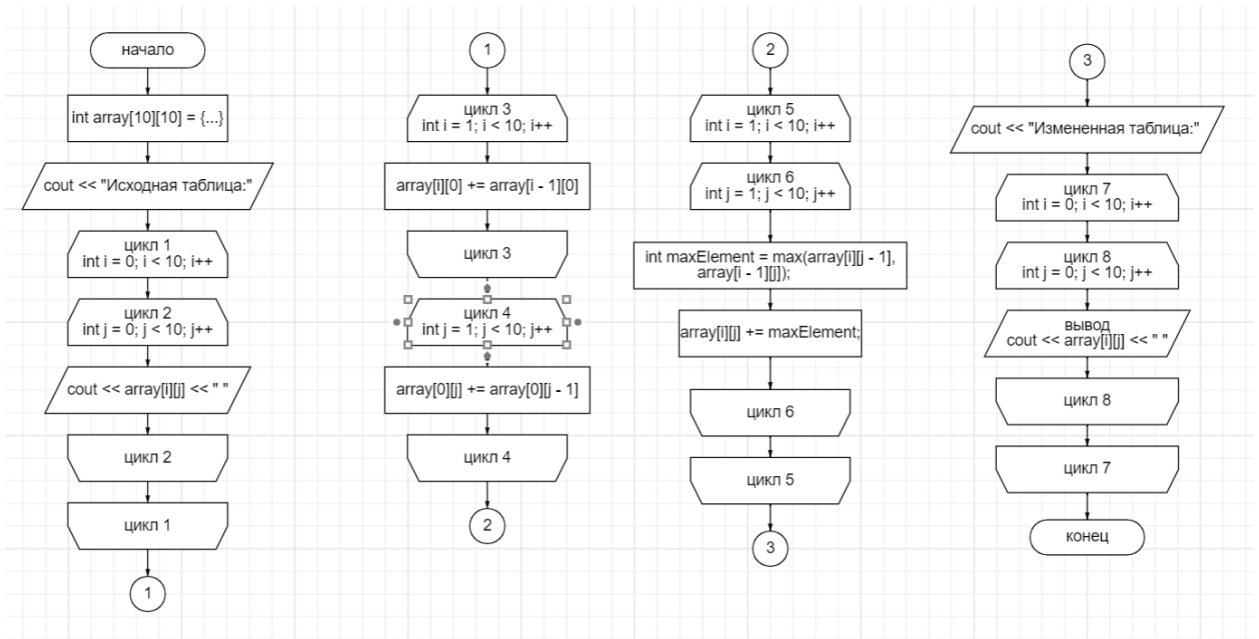 начало
int array[10][10] = {...}
cout << "Исходная таблица:"
цикл 1
int i = 0; i < 10; i++
цикл 2
int j = 0; j < 10; j++
cout << array[i][j] << " "
цикл 2
цикл 1
1
1
цикл 3
int i = 1; i < 10; i++
array[i][0] += array[i - 1][0]
цикл 3
цикл 4
int j = 1; j < 10; j++
array[0][j] += array[0][j - 1]
цикл 4
2
2
цикл 5
int i = 1; i < 10; i++
цикл 6
int j = 1; j < 10; j++
int maxElement = max(array[i][j - 1],
array[i - 1][j]);
array[i][j] += maxElement;
цикл 6
цикл 5
3
3
cout << "Измененная таблица:"
цикл 7
int i = 0; i < 10; i++
цикл 8
int j = 0; j < 10; j++
вывод
cout << array[i][j] << " "
цикл 8
цикл 7
конец